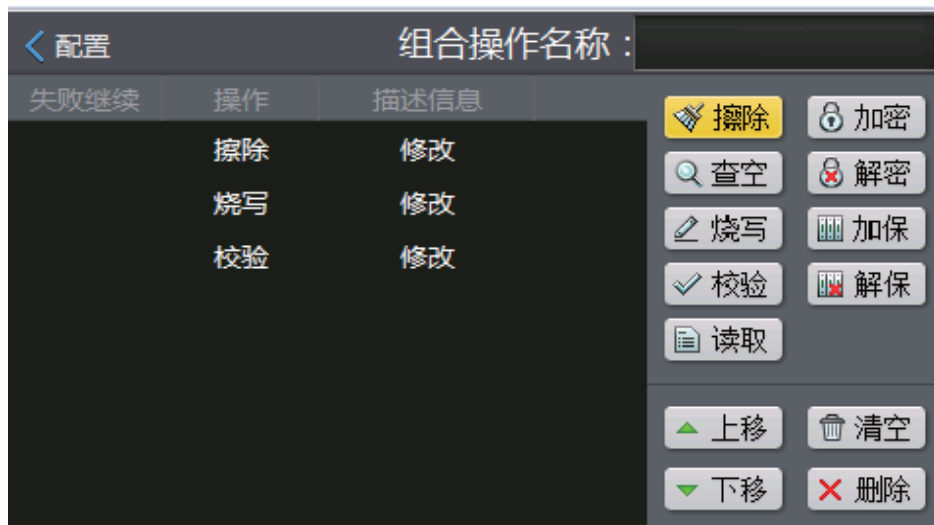 配置 组合操作名称：
失败继续 操作 描述信息
擦除 修改
烧写 修改
校验 修改
擦除 加密
查空 解密
烧写 加保
校验 解保
读取
上移 清空
下移 删除